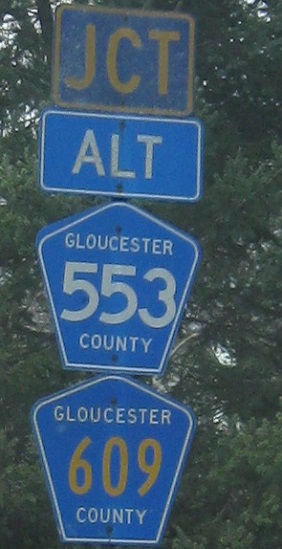 JCT
ALT
GLOUCESTER
553
COUNTY
GLOUCESTER
609
COUNTY